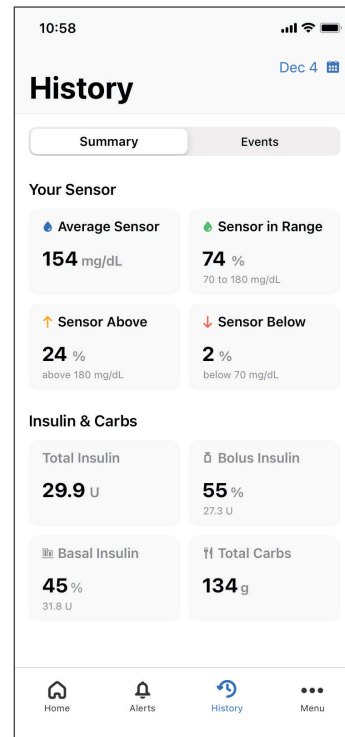 10:58
Dec 4
History
Summary Events
Your Sensor
Average Sensor Sensor in Range
154 mg/dL 74 %
70 to 180 mg/dL
Sensor Above Sensor Below
24 % 2 %
above 180 mg/dL below 70 mg/dL
Insulin & Carbs
Total Insulin Bolus Insulin
29.9 U 55 %
27.3 U
Basal Insulin Total Carbs
45 % 134 g
31.8 U
Home Alerts History Menu